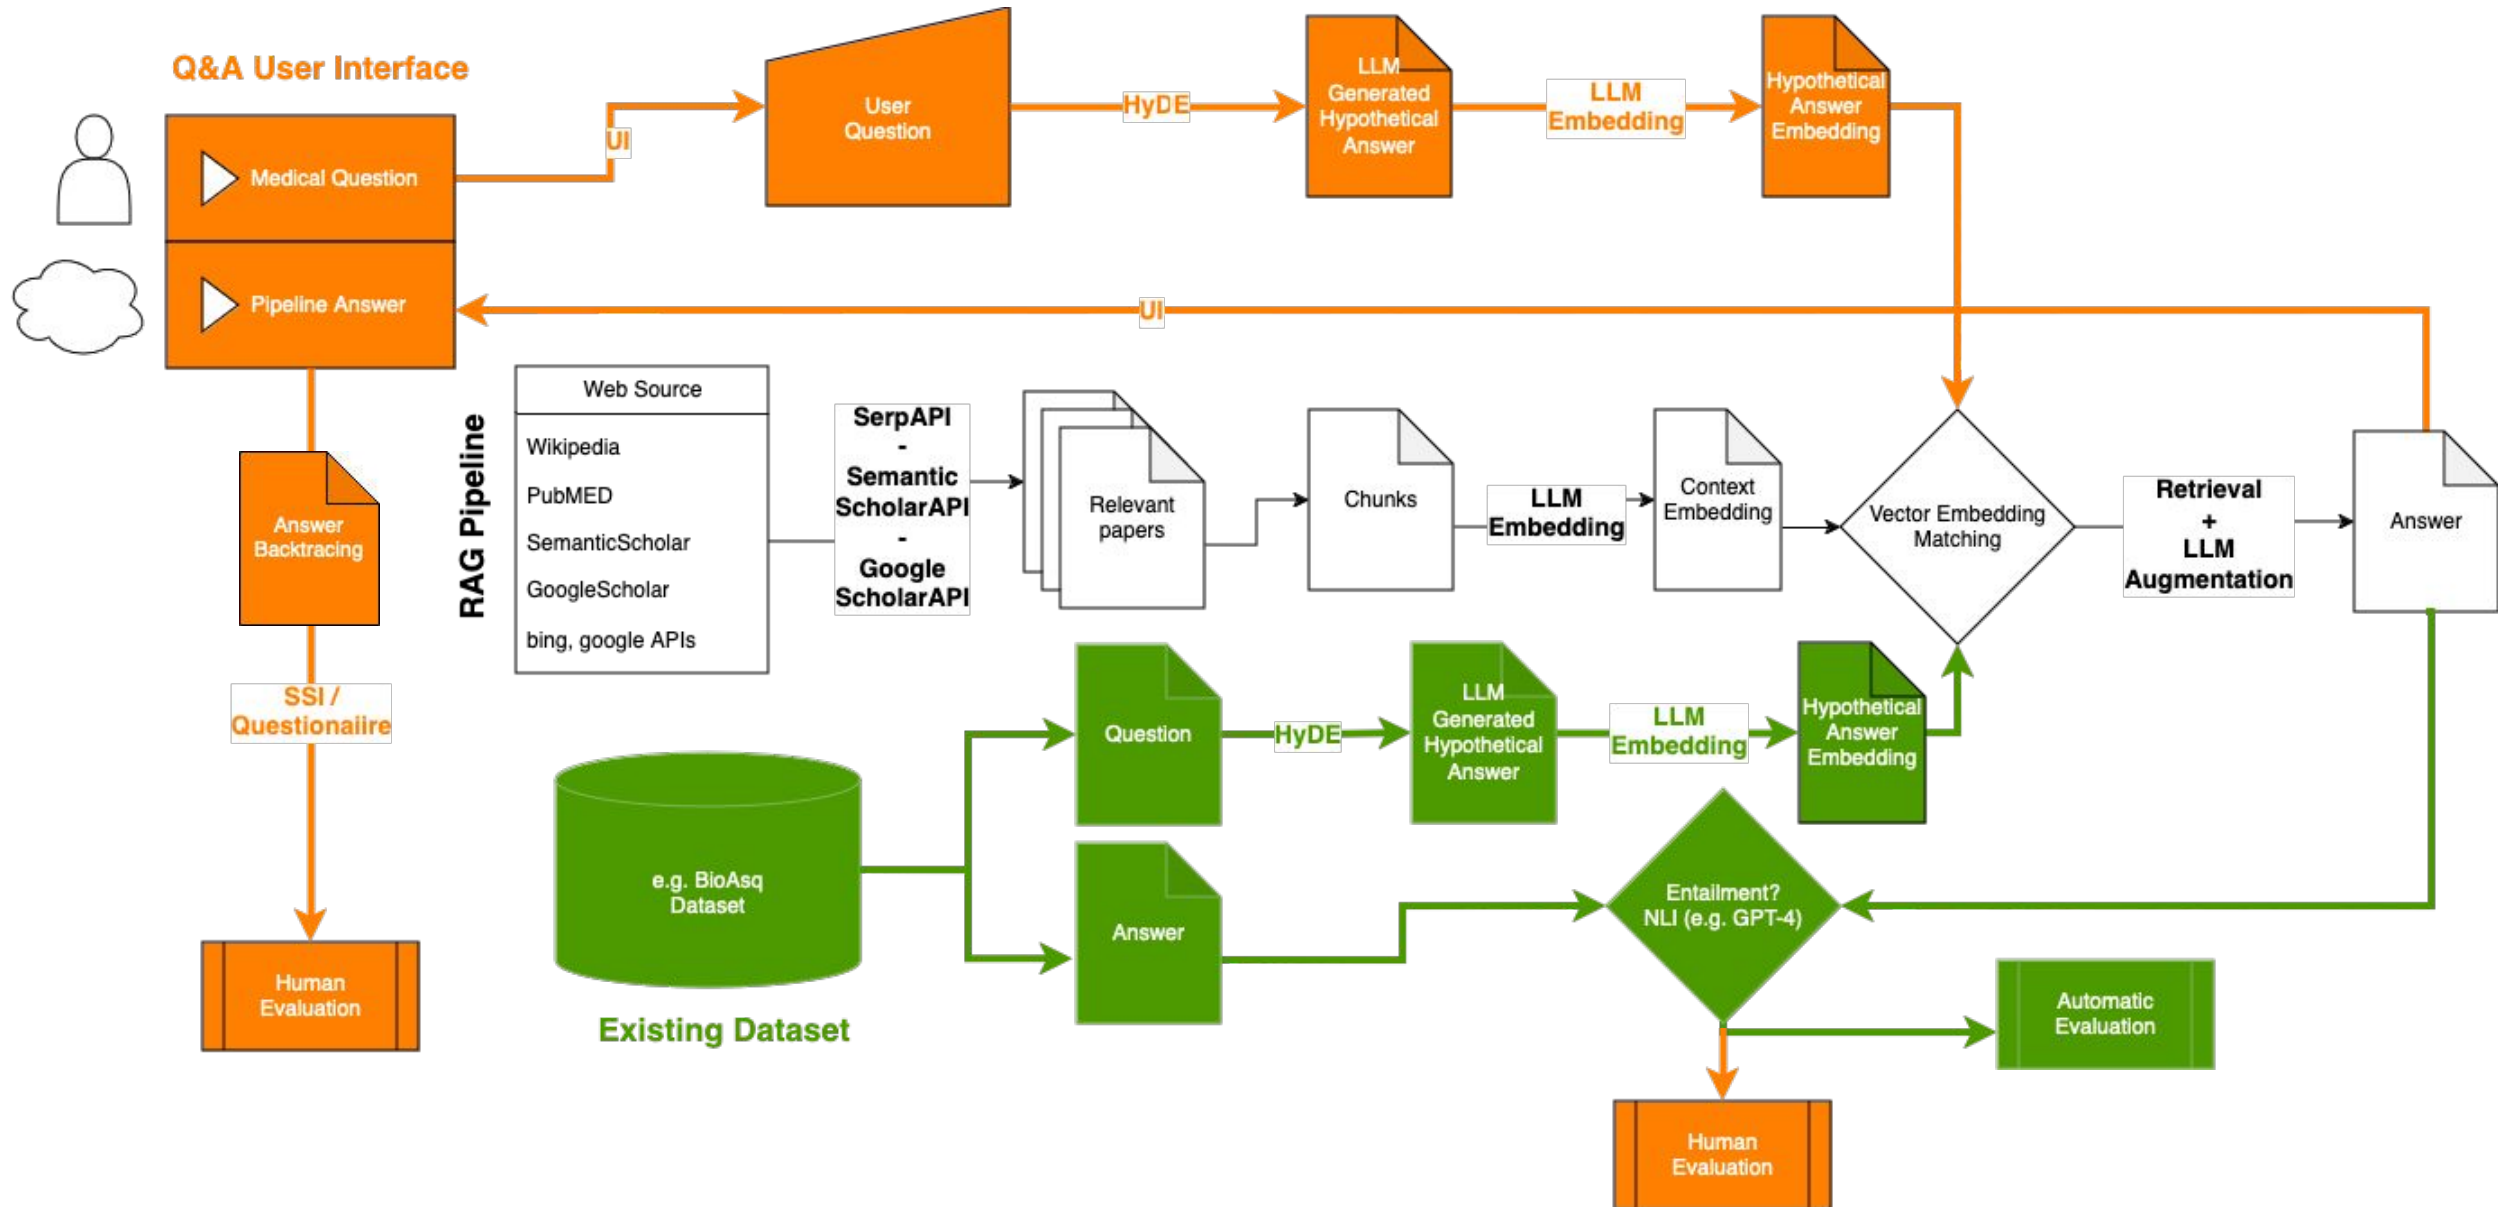 Q&A User Interface
Medical Question
Pipeline Answer
UI
User
Question
HyDE
LLM
Generated
Hypothetical
Answer
LLM
Embedding
Hypothetical
Answer
Embedding
UI
Answer
Backtracing
SSI /
Questionaiire
Human
Evaluation
RAG Pipeline
Web Source
Wikipedia
PubMED
SemanticScholar
GoogleScholar
bing, google APIs
SerpAPI
-
Semantic
ScholarAPI
-
Google
ScholarAPI
Relevant
papers
Chunks
LLM
Embedding
Context
Embedding
Vector Embedding
Matching
Retrieval
+
LLM
Augmentation
Answer
e.g. BioAsq
Dataset
Existing Dataset
Question
HyDE
LLM
Generated
Hypothetical
Answer
LLM
Embedding
Hypothetical
Answer
Embedding
Answer
Entailment?
NLI (e.g. GPT-4)
Automatic
Evaluation
Human
Evaluation